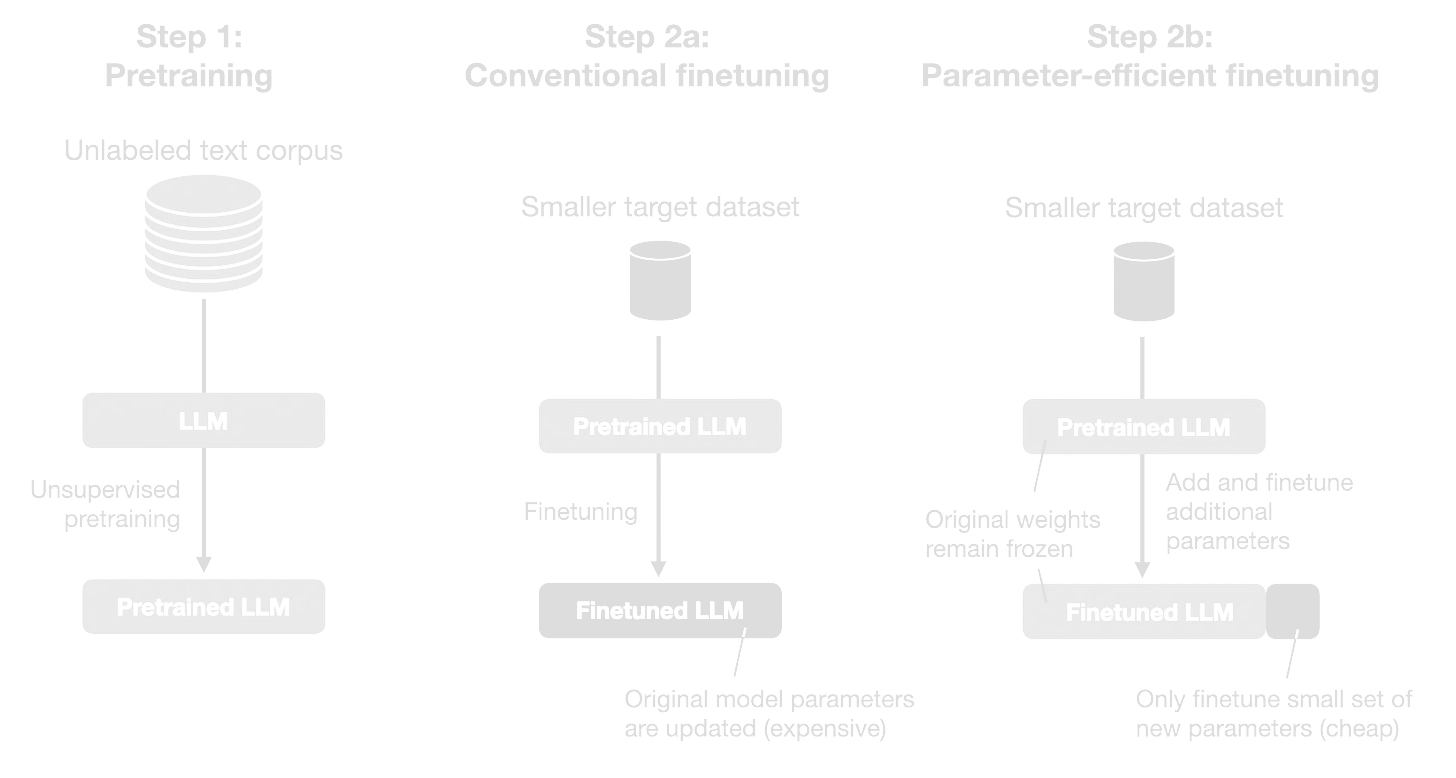 Step 1:
Pretraining
Unlabeled text corpus
LLM
Unsupervised
pretraining
Pretrained LLM
Step 2a:
Conventional finetuning
Smaller target dataset
Pretrained LLM
Finetuning
Finetuned LLM
Original model parameters
are updated (expensive)
Step 2b:
Parameter-efficient finetuning
Smaller target dataset
Pretrained LLM
Original weights
remain frozen
Add and finetune
additional
parameters
Finetuned LLM
Only finetune small set of
new parameters (cheap)